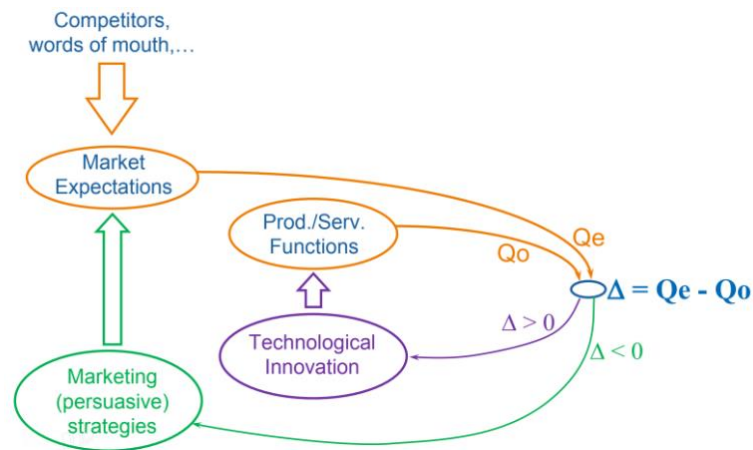 Competitors,
words of mouth,…
Market
Expectations
Prod./Serv.
Functions
Qe
Qo
Δ = Qe - Qo
Δ > 0
Technological
Innovation
Δ < 0
Marketing
(persuasive)
strategies